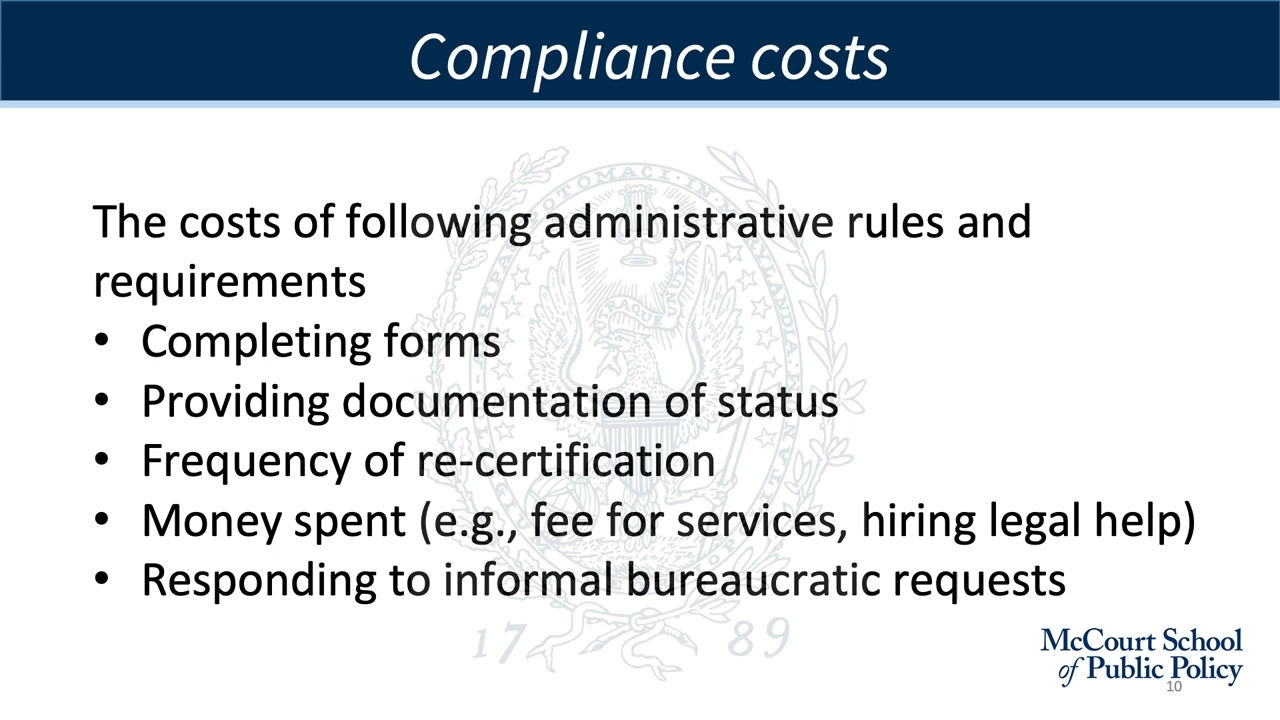 Compliance costs
The costs of following administrative rules and
requirements
• Completing forms
• Providing documentation of status
• Frequency of re-certification
• Money spent (e.g., fee for services, hiring legal help)
• Responding to informal bureaucratic requests
17 89
McCourt School
of Public Policy
10